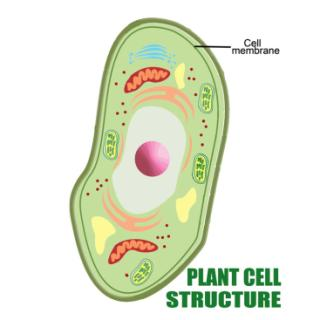 Cell
membrane
PLANT CELL
STRUCTURE